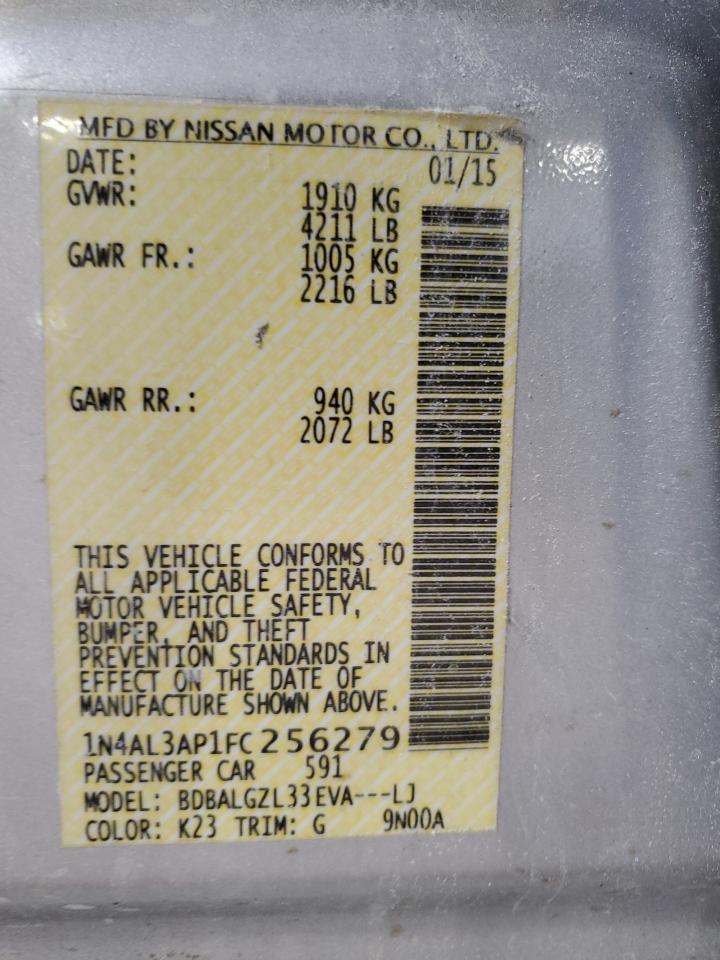 MFD BY NISSAN MOTOR CO., LTD.
DATE: 01/15
GVWR: 1910 KG
4211 LB
GAWR FR.: 1005 KG
2216 LB
GAWR RR.: 940 KG
2072 LB
THIS VEHICLE CONFORMS TO
ALL APPLICABLE FEDERAL
MOTOR VEHICLE SAFETY,
BUMPER, AND THEFT
PREVENTION STANDARDS IN
EFFECT ON THE DATE OF
MANUFACTURE SHOWN ABOVE.
1N4AL3AP1FC256279
PASSENGER CAR 591
MODEL: BDBALGZL33EVA---LJ
COLOR: K23 TRIM: G 9N00A